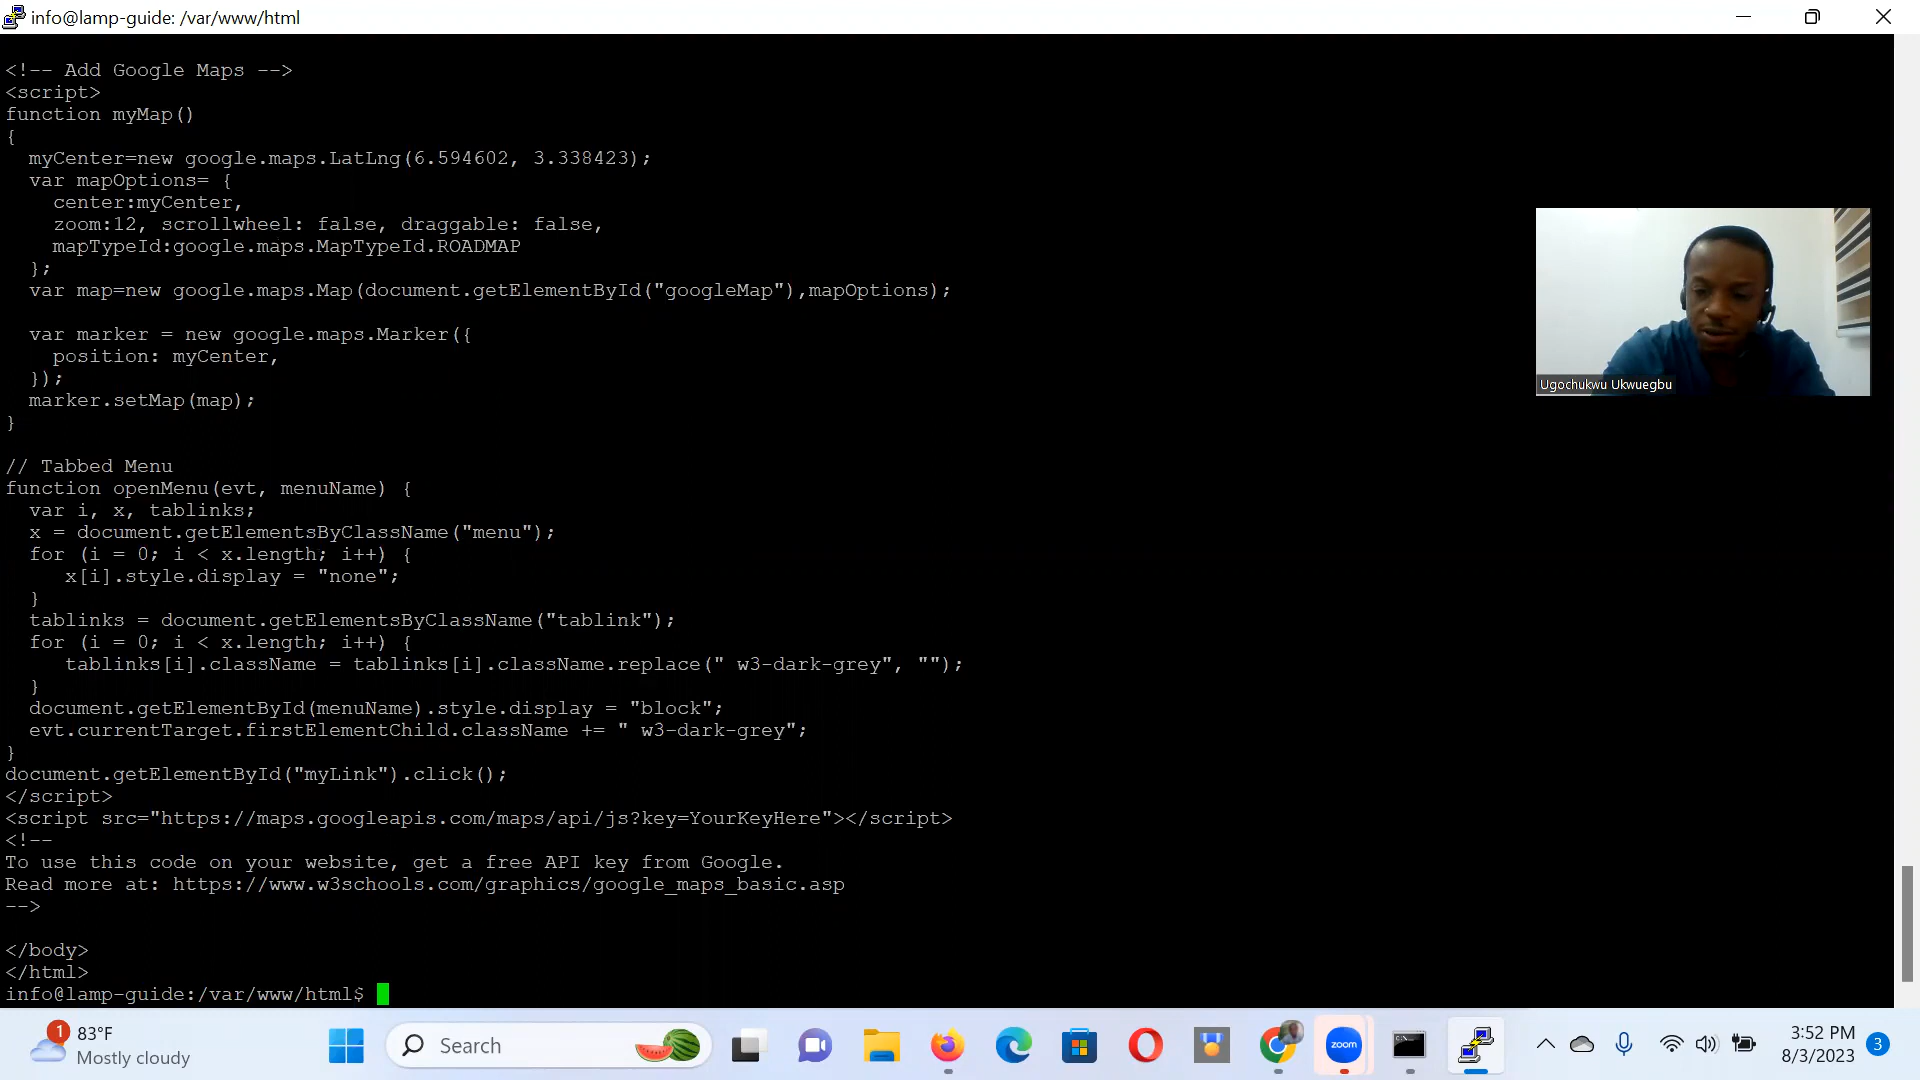 info@lamp-guide: /var/www/html
<!-- Add Google Maps -->
<script>
function myMap()
{
  myCenter=new google.maps.LatLng(6.594602, 3.338423);
  var mapOptions= {
    center:myCenter,
    zoom:12, scrollwheel: false, draggable: false,
    mapTypeId:google.maps.MapTypeId.ROADMAP
  };
  var map=new google.maps.Map(document.getElementById("googleMap"),mapOptions);
  var marker = new google.maps.Marker({
    position: myCenter,
  });
  marker.setMap(map);
}
// Tabbed Menu
function openMenu(evt, menuName) {
  var i, x, tablinks;
  x = document.getElementsByClassName("menu");
  for (i = 0; i < x.length; i++) {
     x[i].style.display = "none";
  }
  tablinks = document.getElementsByClassName("tablink");
  for (i = 0; i < x.length; i++) {
     tablinks[i].className = tablinks[i].className.replace(" w3-dark-grey", "");
  }
  document.getElementById(menuName).style.display = "block";
  evt.currentTarget.firstElementChild.className += " w3-dark-grey";
}
document.getElementById("myLink").click();
</script>
<script src="https://maps.googleapis.com/maps/api/js?key=YourKeyHere"></script>
<!--
To use this code on your website, get a free API key from Google.
Read more at: https://www.w3schools.com/graphics/google_maps_basic.asp
-->
</body>
</html>
info@lamp-guide:/var/www/html$
Ugochukwu Ukwuegbu
1
83°F
Mostly cloudy
Search
zoom
3:52 PM
8/3/2023
3